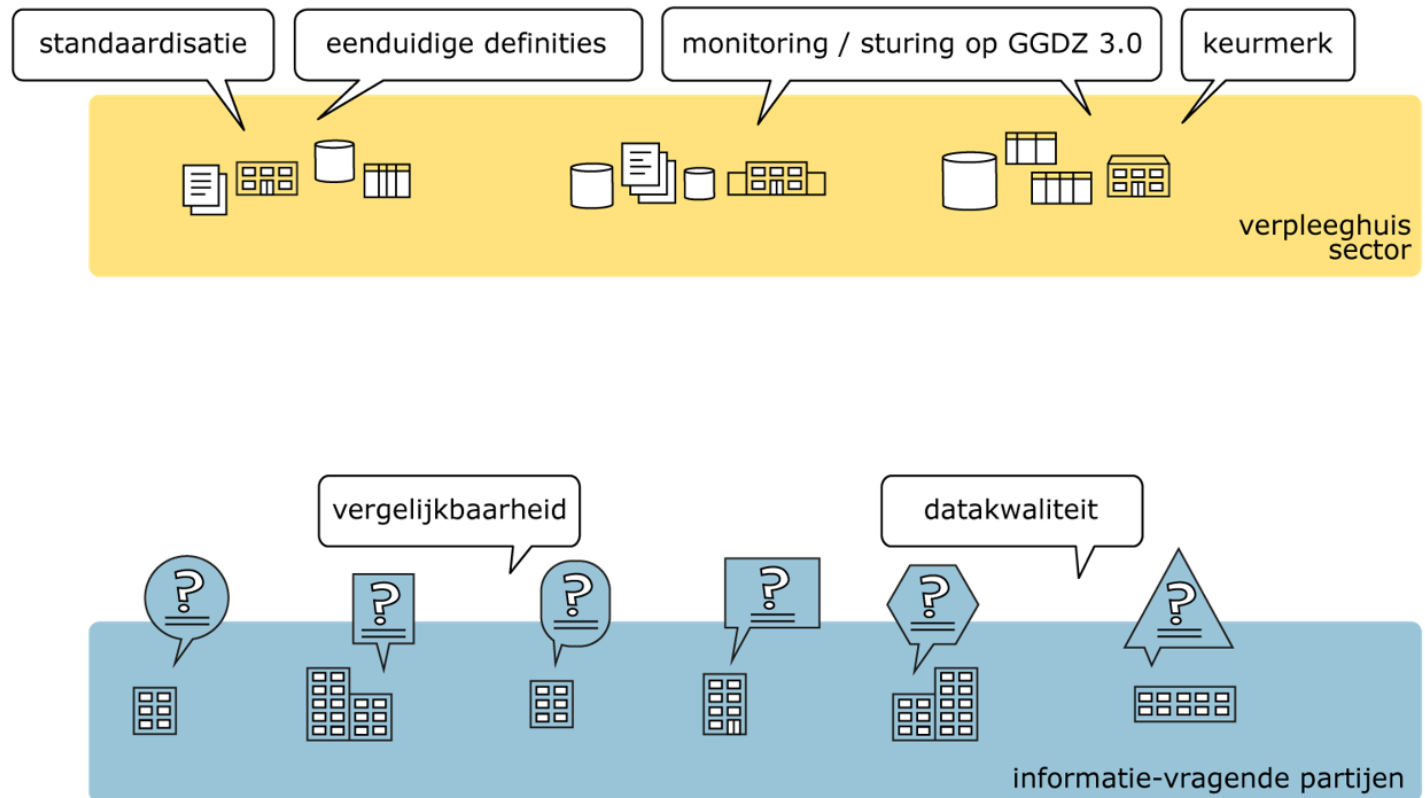 standaardisatie
eenduidige definities
monitoring / sturing op GGDZ 3.0
keurmerk
verpleeghuis
sector
vergelijkbaarheid
datakwaliteit
?
?
?
?
?
?
informatie-vragende partijen